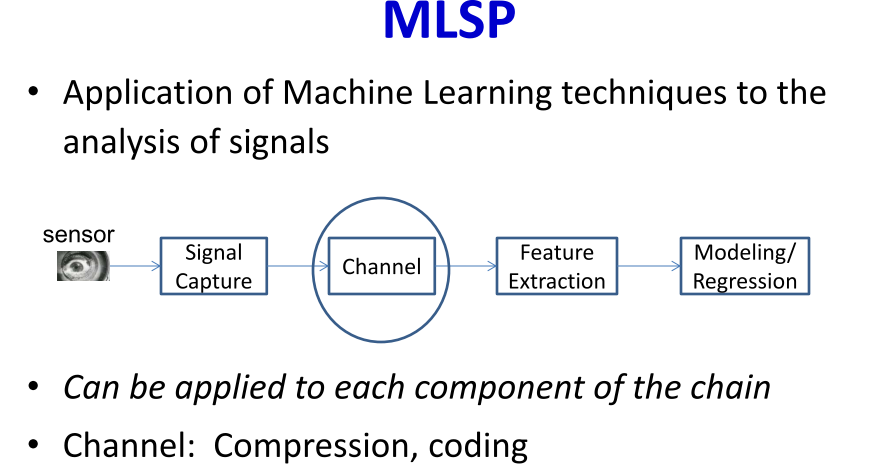 MLSP
• Application of Machine Learning techniques to the
analysis of signals
sensor
Signal
Capture
Channel
Feature
Extraction
Modeling/
Regression
• Can be applied to each component of the chain
• Channel: Compression, coding